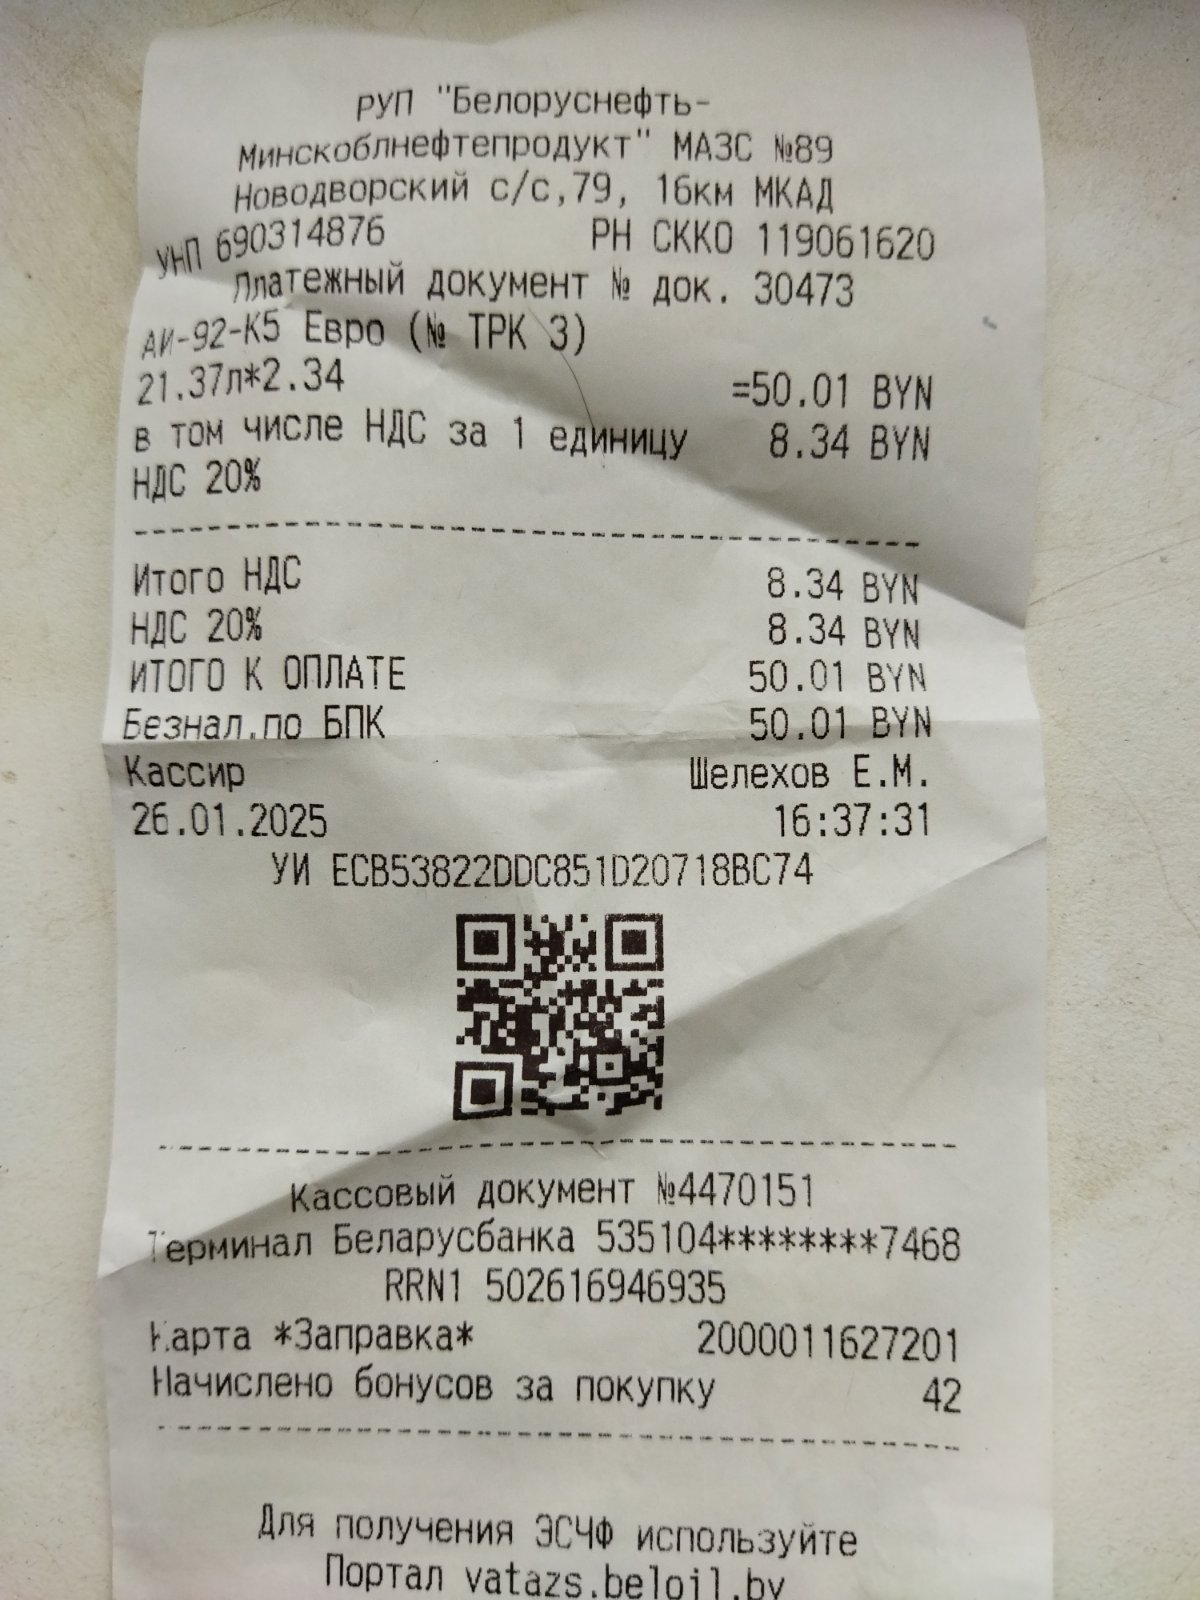 РУП "Белоруснефть-
Минскоблнефтепродукт" МАЗС №89
Новодворский с/с,79, 16км МКАД
УНП 690314876 РН СККО 119061620
Платежный документ № док. 30473
АИ-92-К5 Евро (№ ТРК 3)
21.37л*2.34 =50.01 BYN
в том числе НДС за 1 единицу 8.34 BYN
НДС 20%
Итого НДС 8.34 BYN
НДС 20% 8.34 BYN
ИТОГО К ОПЛАТЕ 50.01 BYN
Безнал.по БПК 50.01 BYN
Кассир Шелехов Е.М.
26.01.2025 16:37:31
УИ ECB53822DDC851D20718BC74
Кассовый документ №4470151
Терминал Беларусбанка 535104********7468
RRN1 502616946935
Карта *Заправка* 2000011627201
Начислено бонусов за покупку 42
Для получения ЭСЧФ используйте
Портал vatazs.beloil.by